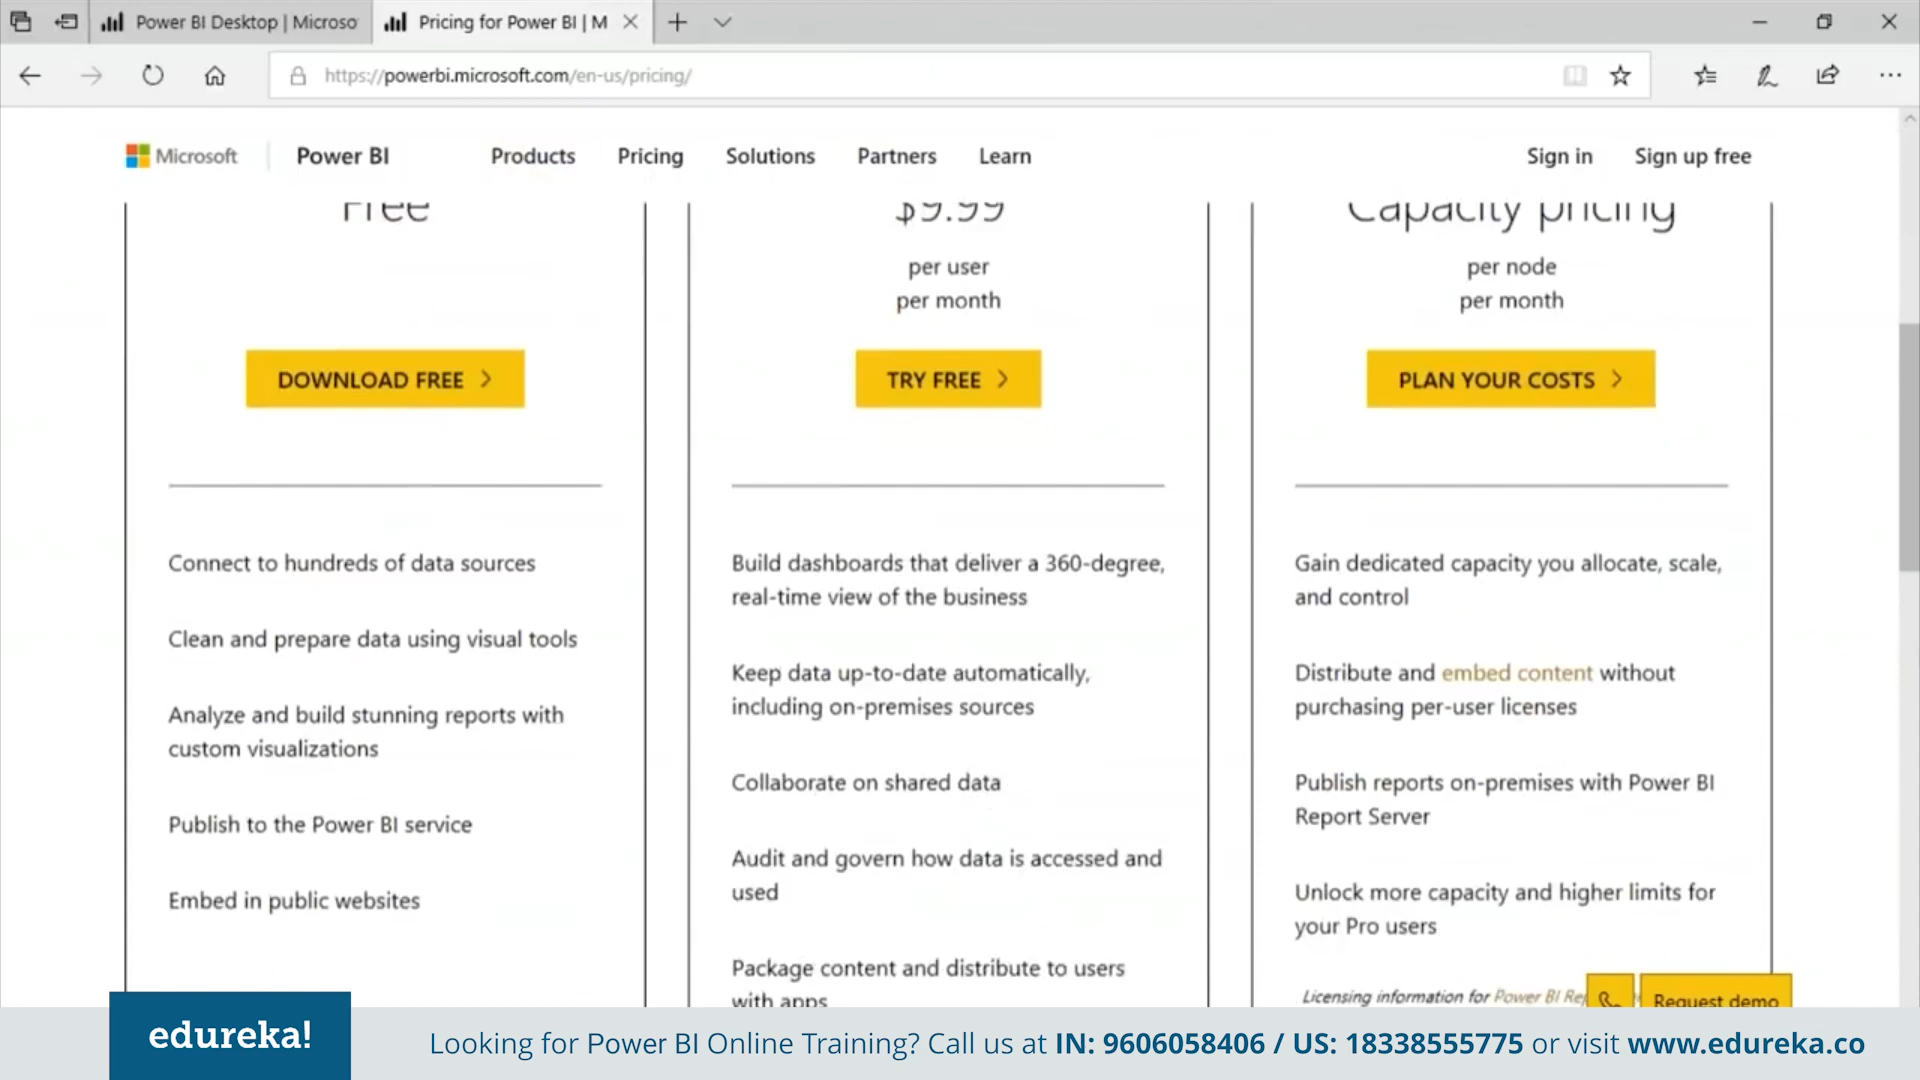 Power BI Desktop | Microso
Pricing for Power BI | M
https://powerbi.microsoft.com/en-us/pricing/
Microsoft
Power BI
Products
Pricing
Solutions
Partners
Learn
Sign in
Sign up free
Free
DOWNLOAD FREE
Connect to hundreds of data sources
Clean and prepare data using visual tools
Analyze and build stunning reports with
custom visualizations
Publish to the Power BI service
Embed in public websites
$9.99
per user
per month
TRY FREE
Build dashboards that deliver a 360-degree,
real-time view of the business
Keep data up-to-date automatically,
including on-premises sources
Collaborate on shared data
Audit and govern how data is accessed and
used
Package content and distribute to users
with apps
Capacity pricing
per node
per month
PLAN YOUR COSTS
Gain dedicated capacity you allocate, scale,
and control
Distribute and embed content without
purchasing per-user licenses
Publish reports on-premises with Power BI
Report Server
Unlock more capacity and higher limits for
your Pro users
Licensing information for Power BI Rep
Request demo
edureka!
Looking for Power BI Online Training? Call us at IN: 9606058406 / US: 18338555775 or visit www.edureka.co